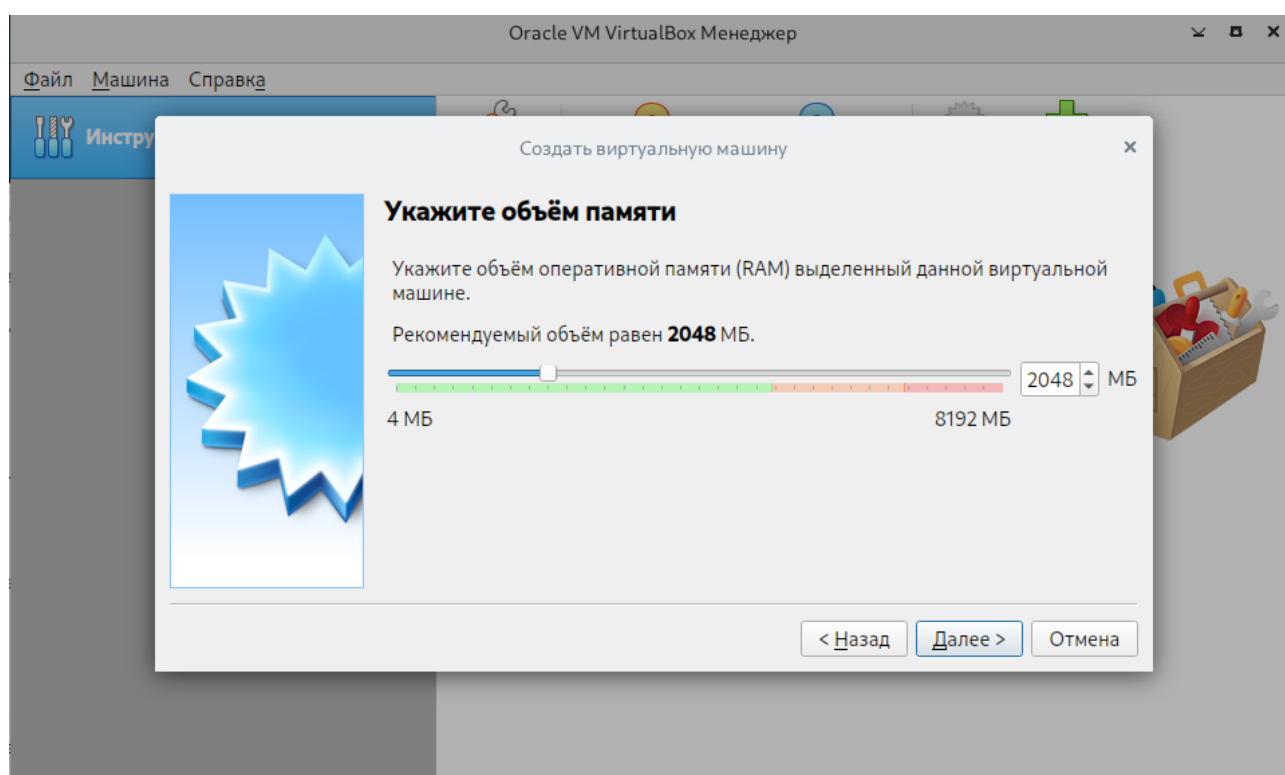 Oracle VM VirtualBox Менеджер
Файл Машина Справка
Инстру
Создать виртуальную машину
Укажите объём памяти
Укажите объём оперативной памяти (RAM) выделенный данной виртуальной
машине.
Рекомендуемый объём равен 2048 МБ.
2048 МБ
4 МБ 8192 МБ
< Назад Далее > Отмена